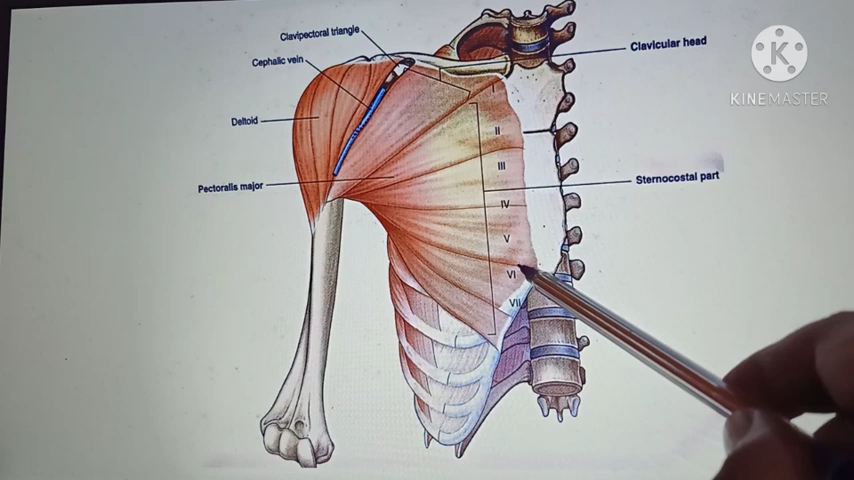 Clavipectoral triangle
Cephalic vein
Clavicular head
Deltoid
Pectoralis major
Sternocostal part
I
II
III
IV
V
VI
VII
K
KINEMASTER